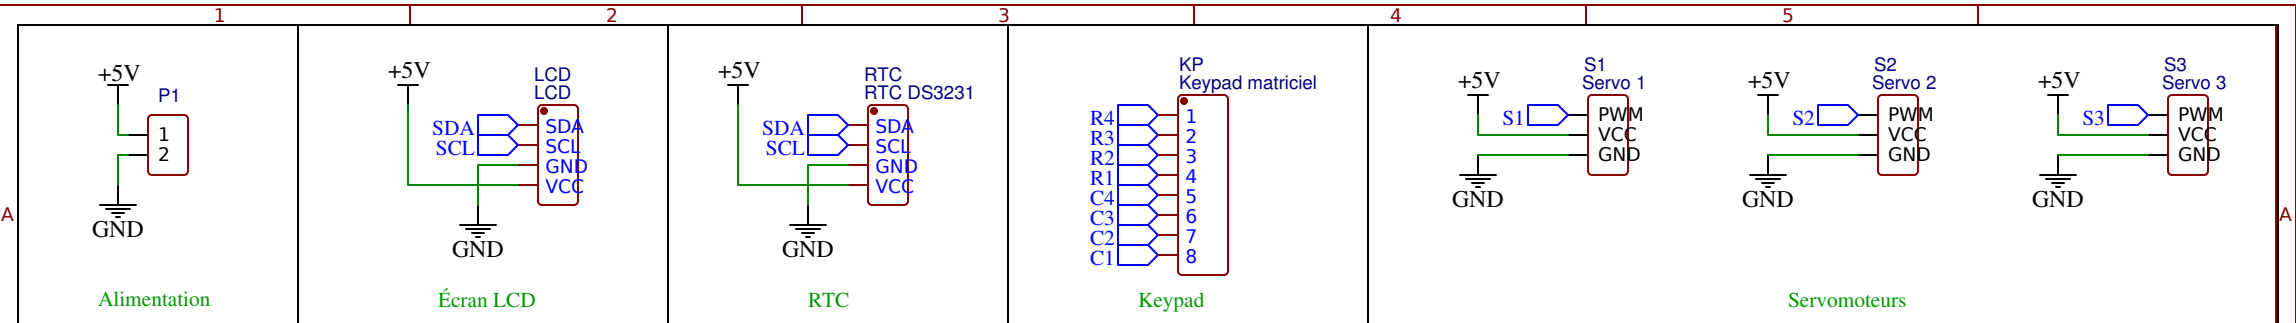 1
2
3
4
5
A
A
+5V
P1
1
2
GND
Alimentation
+5V
LCD
LCD
SDA
SCL
SDA
SCL
GND
VCC
GND
Écran LCD
+5V
RTC
RTC DS3231
SDA
SCL
SDA
SCL
GND
VCC
GND
RTC
KP
Keypad matriciel
R4 1
R3 2
R2 3
R1 4
C4 5
C3 6
C2 7
C1 8
Keypad
+5V
S1
Servo 1
S1
PWM
VCC
GND
GND
+5V
S2
Servo 2
S2
PWM
VCC
GND
GND
+5V
S3
Servo 3
S3
PWM
VCC
GND
GND
Servomoteurs